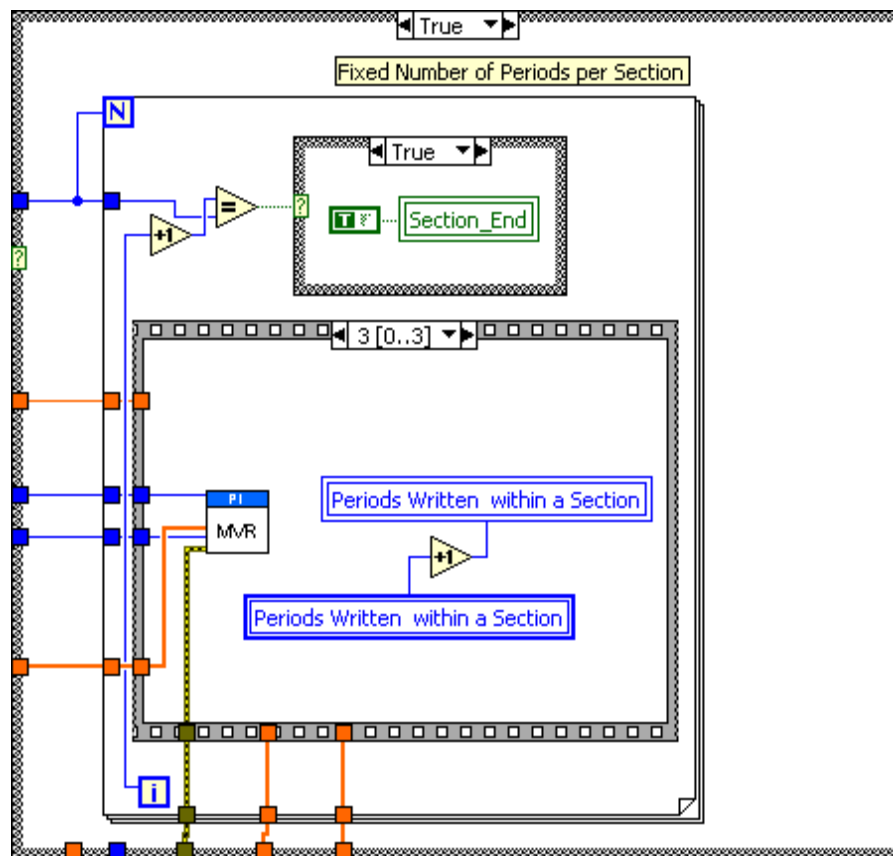 True
Fixed Number of Periods per Section
N
True
=
?
T
Section_End
+1
?
3 [0..3]
PI
MVR
Periods Written within a Section
+1
Periods Written within a Section
i